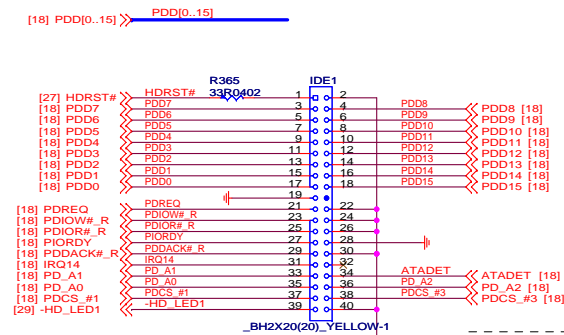 [18] PDD[0..15] PDD[0..15]
R365 IDE1
33R0402
[27] HDRST# HDRST# 1 2
[18] PDD7 PDD7 3 4 PDD8 PDD8 [18]
[18] PDD6 PDD6 5 6 PDD9 PDD9 [18]
[18] PDD5 PDD5 7 8 PDD10 PDD10 [18]
[18] PDD4 PDD4 9 10 PDD11 PDD11 [18]
[18] PDD3 PDD3 11 12 PDD12 PDD12 [18]
[18] PDD2 PDD2 13 14 PDD13 PDD13 [18]
[18] PDD1 PDD1 15 16 PDD14 PDD14 [18]
[18] PDD0 PDD0 17 18 PDD15 PDD15 [18]
19
[18] PDREQ PDREQ 21 22
[18] PDIOW#_R PDIOW#_R 23 24
[18] PDIOR#_R PDIOR#_R 25 26
[18] PIORDY PIORDY 27 28
[18] PDDACK#_R PDDACK#_R 29 30
[18] IRQ14 IRQ14 31 32
[18] PD_A1 PD_A1 33 34 ATADET ATADET [18]
[18] PD_A0 PD_A0 35 36 PD_A2 PD_A2 [18]
[18] PDCS_#1 PDCS_#1 37 38 PDCS_#3 PDCS_#3 [18]
[29] -HD_LED1 -HD_LED1 39 40
_BH2X20(20)_YELLOW-1